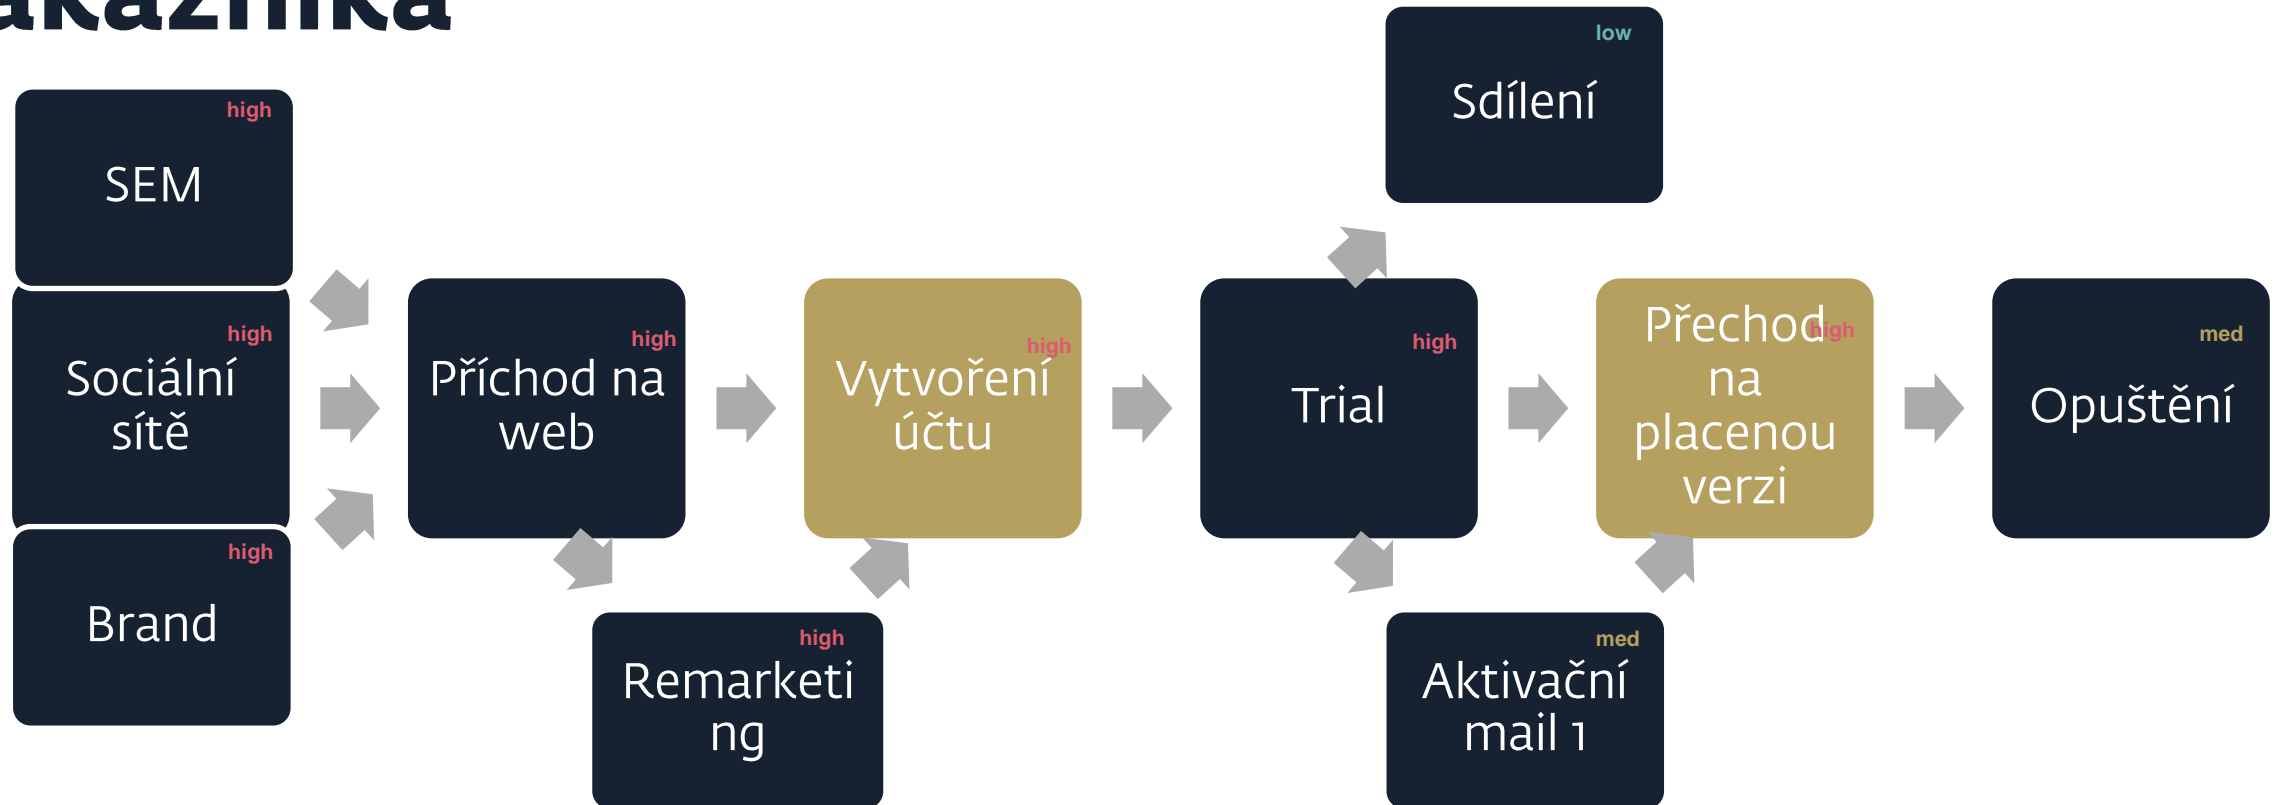 high
SEM
high
Sociální
sítě
high
Brand
high
Příchod na
web
high
Remarketi
ng
high
Vytvoření
účtu
high
Trial
low
Sdílení
med
Aktivační
mail 1
high
Přechod
na
placenou
verzi
med
Opuštění